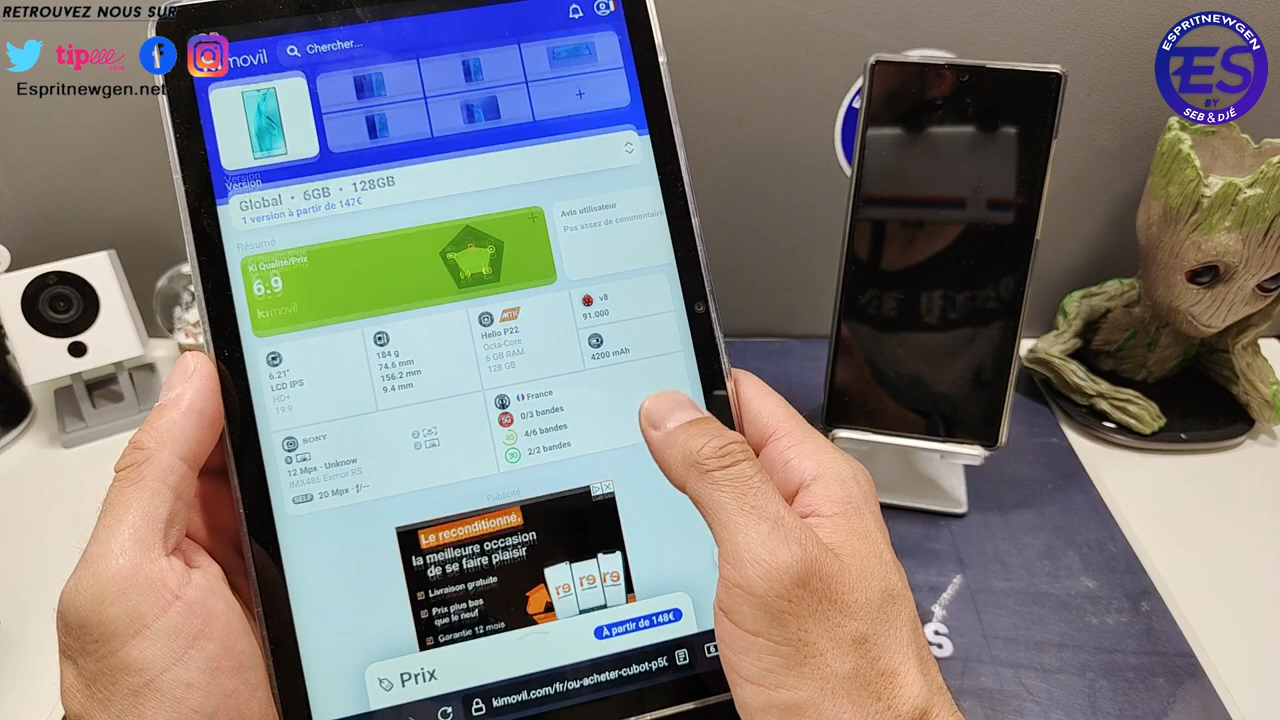 RETROUVEZ NOUS SUR
tipeee
.com
Espritnewgen.net
ESPRITNEWGEN
ES
BY
SEB & DJÉ
movil
Chercher...
Version
Global · 6GB · 128GB
1 version à partir de 147€
Résumé
Ki Qualité/Prix
6.9
kimovil
Avis utilisateur
Pas assez de commentaire
6.21"
LCD IPS
HD+
19:9
184 g
74.6 mm
156.2 mm
9.4 mm
MTK
Helio P22
Octa-Core
6 GB RAM
128 GB
v8
91.000
4200 mAh
SONY
12 Mpx · Unknow
IMX486 Exmor RS
SELF 20 Mpx · ƒ/--
France
5G 0/3 bandes
4G 4/6 bandes
3G 2/2 bandes
Publicité
Le reconditionné,
la meilleure occasion
de se faire plaisir
Livraison gratuite
Prix plus bas
que le neuf
Garantie 12 mois
re re re
À partir de 148€
Prix
kimovil.com/fr/ou-acheter-cubot-p50
S